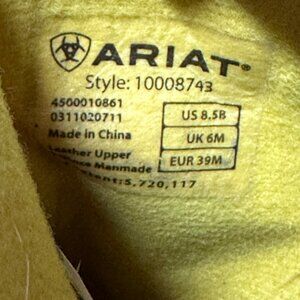 ARIAT®
Style: 10008743
4500010861
0311020711
Made in China
Leather Upper
Manmade
5,720,117
US 8.5B
UK 6M
EUR 39M